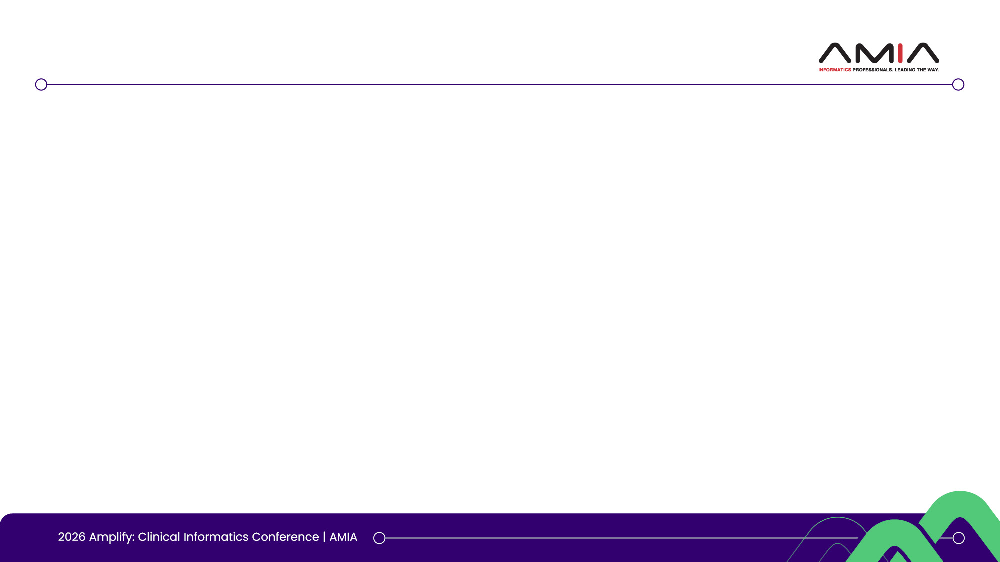 AMIA
INFORMATICS PROFESSIONALS. LEADING THE WAY.
2026 Amplify: Clinical Informatics Conference | AMIA